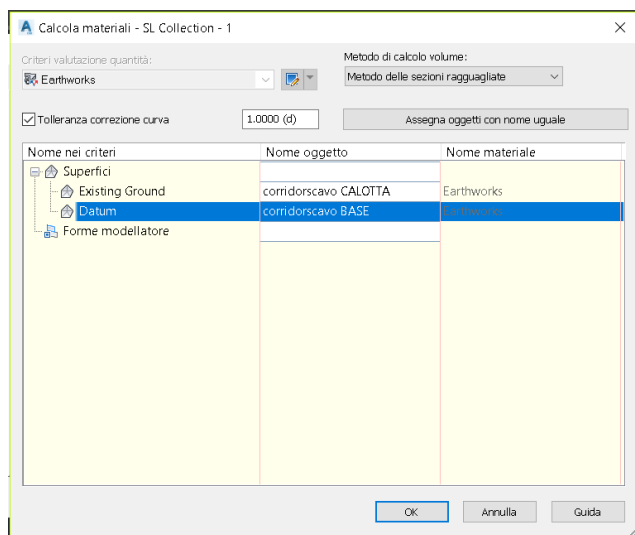 Calcola materiali - SL Collection - 1
Criteri valutazione quantità:
Metodo di calcolo volume:
Earthworks
Metodo delle sezioni ragguagliate
Tolleranza correzione curva
1.0000 (d)
Assegna oggetti con nome uguale
Nome nei criteri Nome oggetto Nome materiale
Superfici
Existing Ground corridorscavo CALOTTA Earthworks
Datum corridorscavo BASE Earthworks
Forme modellatore
OK Annulla Guida